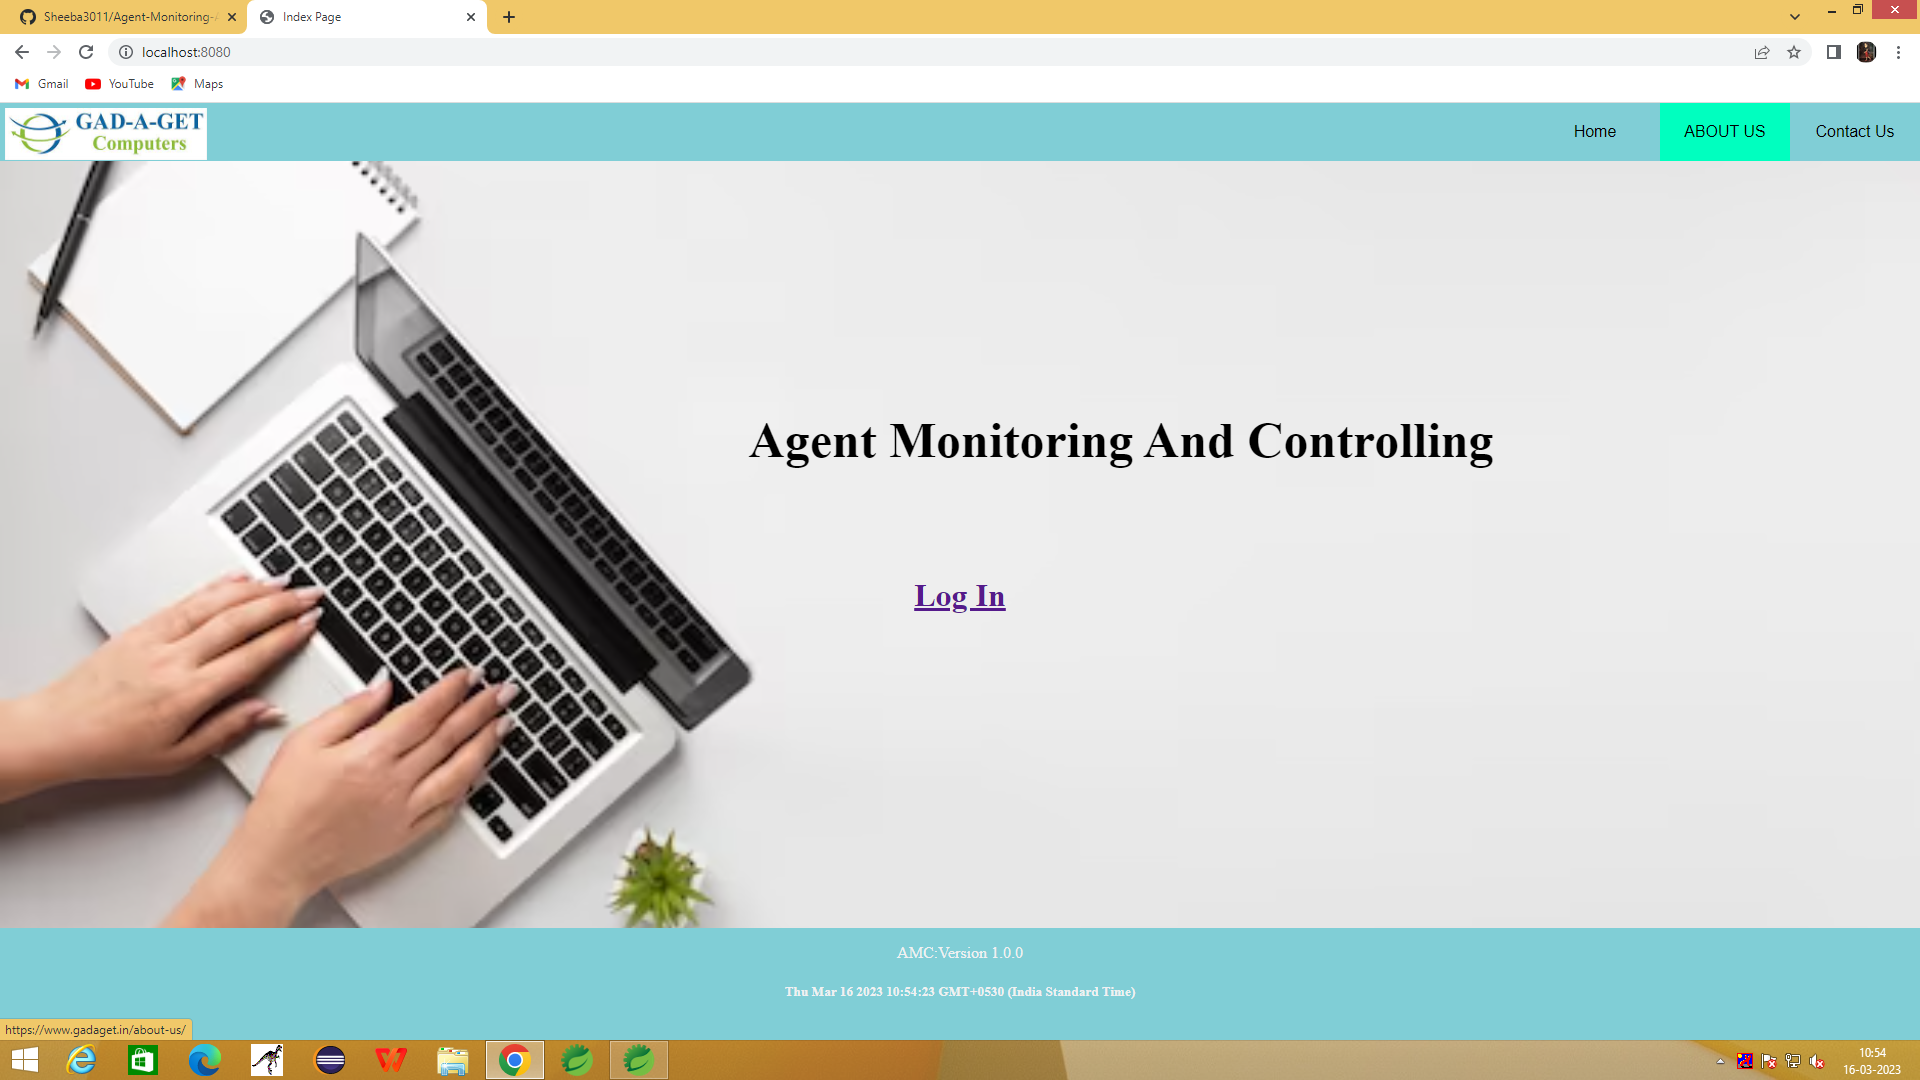 Sheeba3011/Agent-Monitoring-
Index Page
localhost:8080
Gmail
YouTube
Maps
GAD-A-GET
Computers
Home
ABOUT US
Contact Us
Agent Monitoring And Controlling
Log In
AMC:Version 1.0.0
Thu Mar 16 2023 10:54:23 GMT+0530 (India Standard Time)
https://www.gadaget.in/about-us/
10:54
16-03-2023